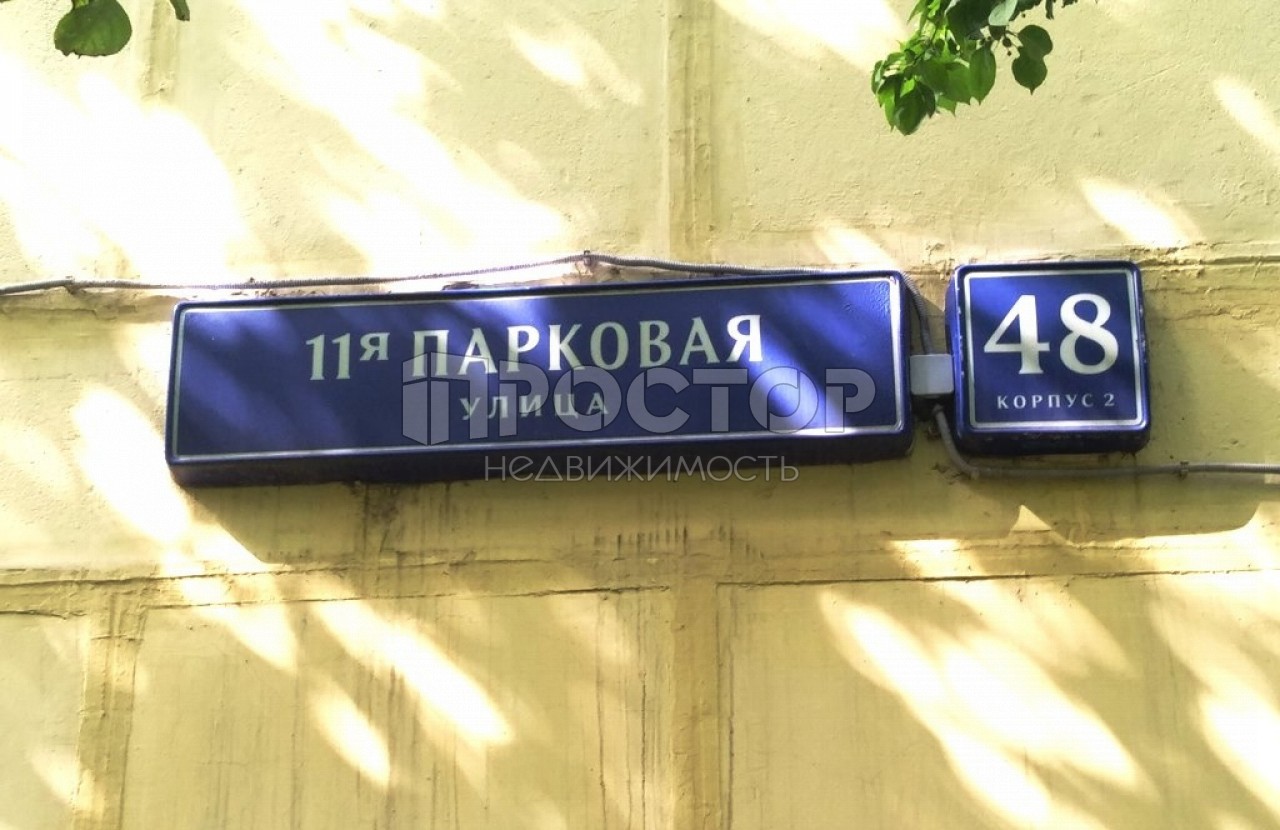 11Я ПАРКОВАЯ
УЛИЦА
48
КОРПУС 2
ПРОСТОР
НЕДВИЖИМОСТЬ